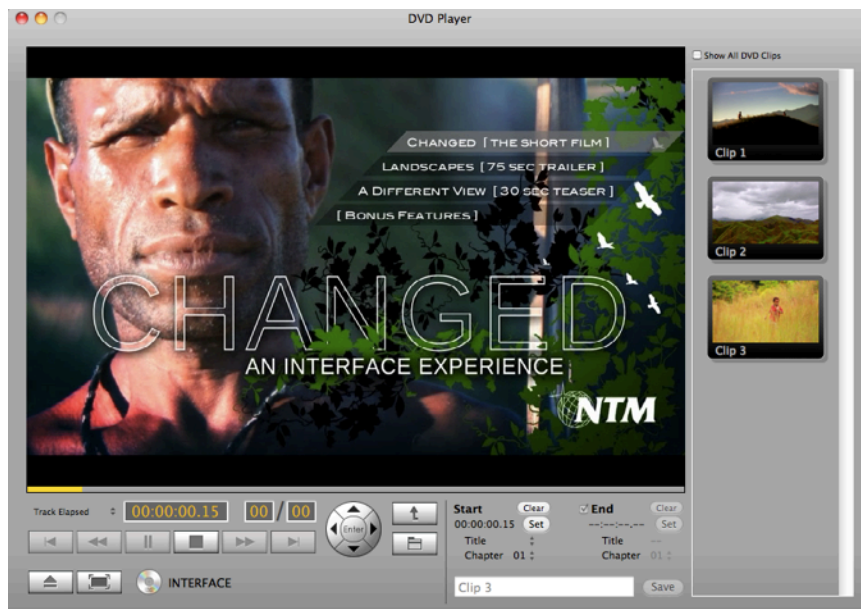 DVD Player
Show All DVD Clips
CHANGED [THE SHORT FILM]
LANDSCAPES [75 SEC TRAILER]
A DIFFERENT VIEW [30 SEC TEASER]
[BONUS FEATURES]
CHANGED
AN INTERFACE EXPERIENCE
NTM
Clip 1
Clip 2
Clip 3
Track Elapsed 00:00:00.15 00/00
Enter
INTERFACE
Start Clear
00:00:00.15 Set
Title
Chapter 01
End Clear
--:--:--.-- Set
Title --
Chapter 01
Clip 3 Save